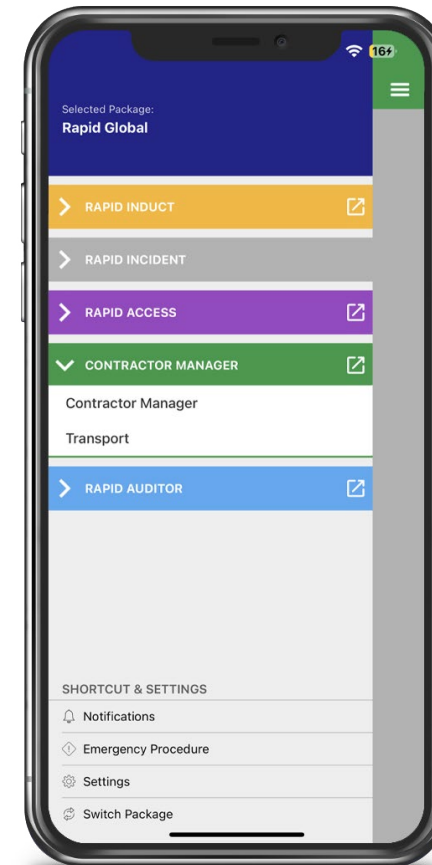 16
Selected Package:
Rapid Global
RAPID INDUCT
RAPID INCIDENT
RAPID ACCESS
CONTRACTOR MANAGER
Contractor Manager
Transport
RAPID AUDITOR
SHORTCUT & SETTINGS
Notifications
Emergency Procedure
Settings
Switch Package